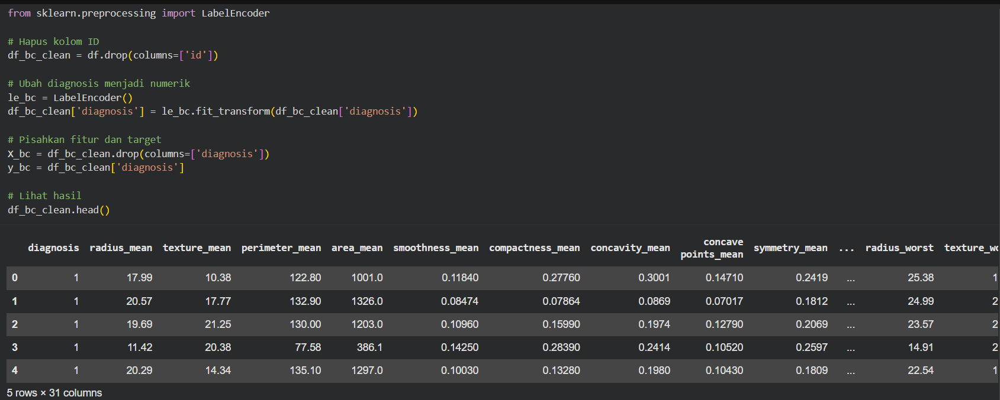 from sklearn.preprocessing import LabelEncoder
# Hapus kolom ID
df_bc_clean = df.drop(columns=['id'])
# Ubah diagnosis menjadi numerik
le_bc = LabelEncoder()
df_bc_clean['diagnosis'] = le_bc.fit_transform(df_bc_clean['diagnosis'])
# Pisahkan fitur dan target
X_bc = df_bc_clean.drop(columns=['diagnosis'])
y_bc = df_bc_clean['diagnosis']
# Lihat hasil
df_bc_clean.head()
diagnosis radius_mean texture_mean perimeter_mean area_mean smoothness_mean compactness_mean concavity_mean concave points_mean symmetry_mean ... radius_worst
0 1 17.99 10.38 122.80 1001.0 0.11840 0.27760 0.3001 0.14710 0.2419 ... 25.38
1 1 20.57 17.77 132.90 1326.0 0.08474 0.07864 0.0869 0.07017 0.1812 ... 24.99
2 1 19.69 21.25 130.00 1203.0 0.10960 0.15990 0.1974 0.12790 0.2069 ... 23.57
3 1 11.42 20.38 77.58 386.1 0.14250 0.28390 0.2414 0.10520 0.2597 ... 14.91
4 1 20.29 14.34 135.10 1297.0 0.10030 0.13280 0.1980 0.10430 0.1809 ... 22.54
5 rows × 31 columns